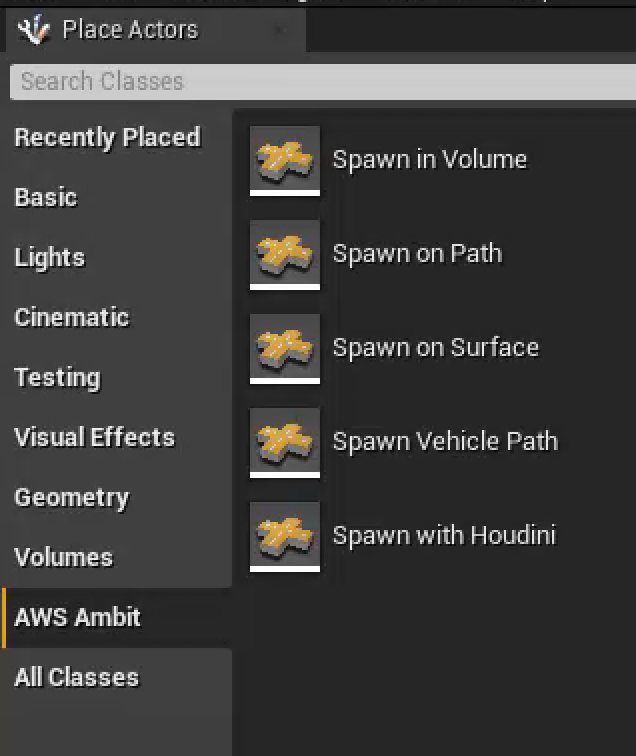 Place Actors
Search Classes
Recently Placed
Basic
Lights
Cinematic
Testing
Visual Effects
Geometry
Volumes
AWS Ambit
All Classes
Spawn in Volume
Spawn on Path
Spawn on Surface
Spawn Vehicle Path
Spawn with Houdini